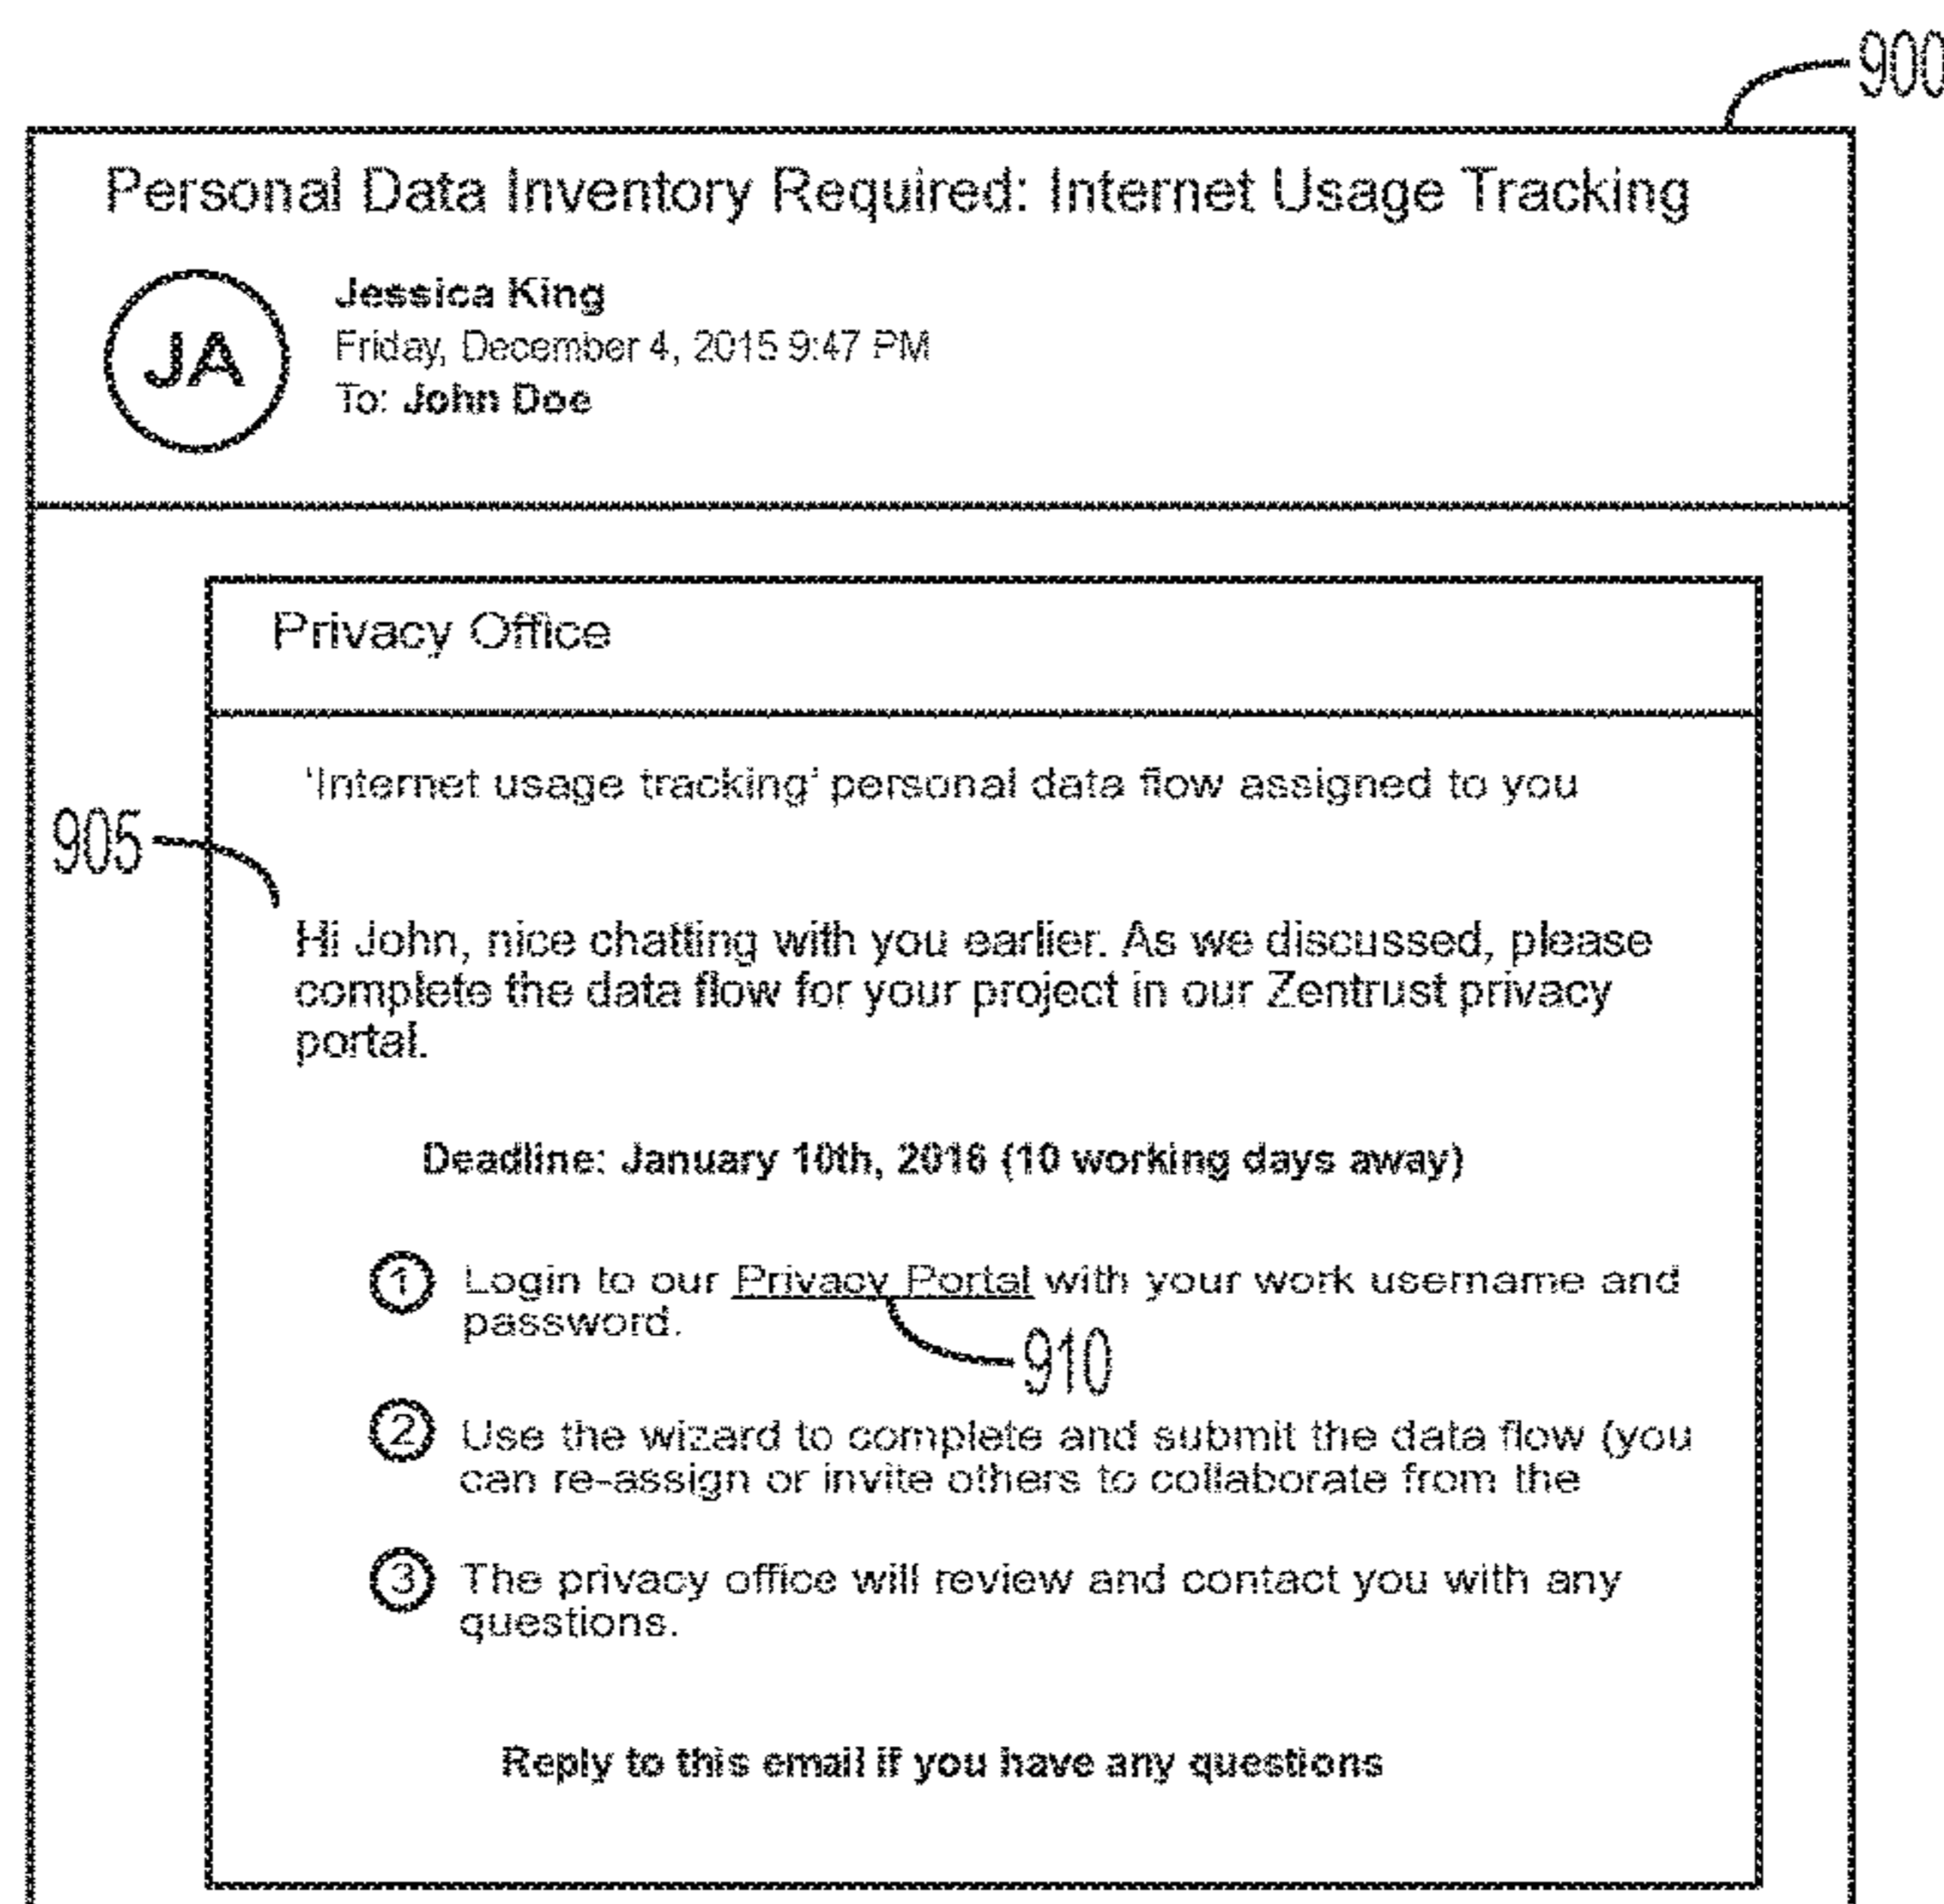 900
Personal Data Inventory Required: Internet Usage Tracking
JA
Jessica King
Friday, December 4, 2015 9:47 PM
To: John Doe
Privacy Office
'Internet usage tracking' personal data flow assigned to you
905
Hi John, nice chatting with you earlier. As we discussed, please
complete the data flow for your project in our Zentrust privacy
portal.
Deadline: January 10th, 2016 (10 working days away)
1 Login to our Privacy Portal with your work username and
password.
910
2 Use the wizard to complete and submit the data flow (you
can re-assign or invite others to collaborate from the
3 The privacy office will review and contact you with any
questions.
Reply to this email if you have any questions